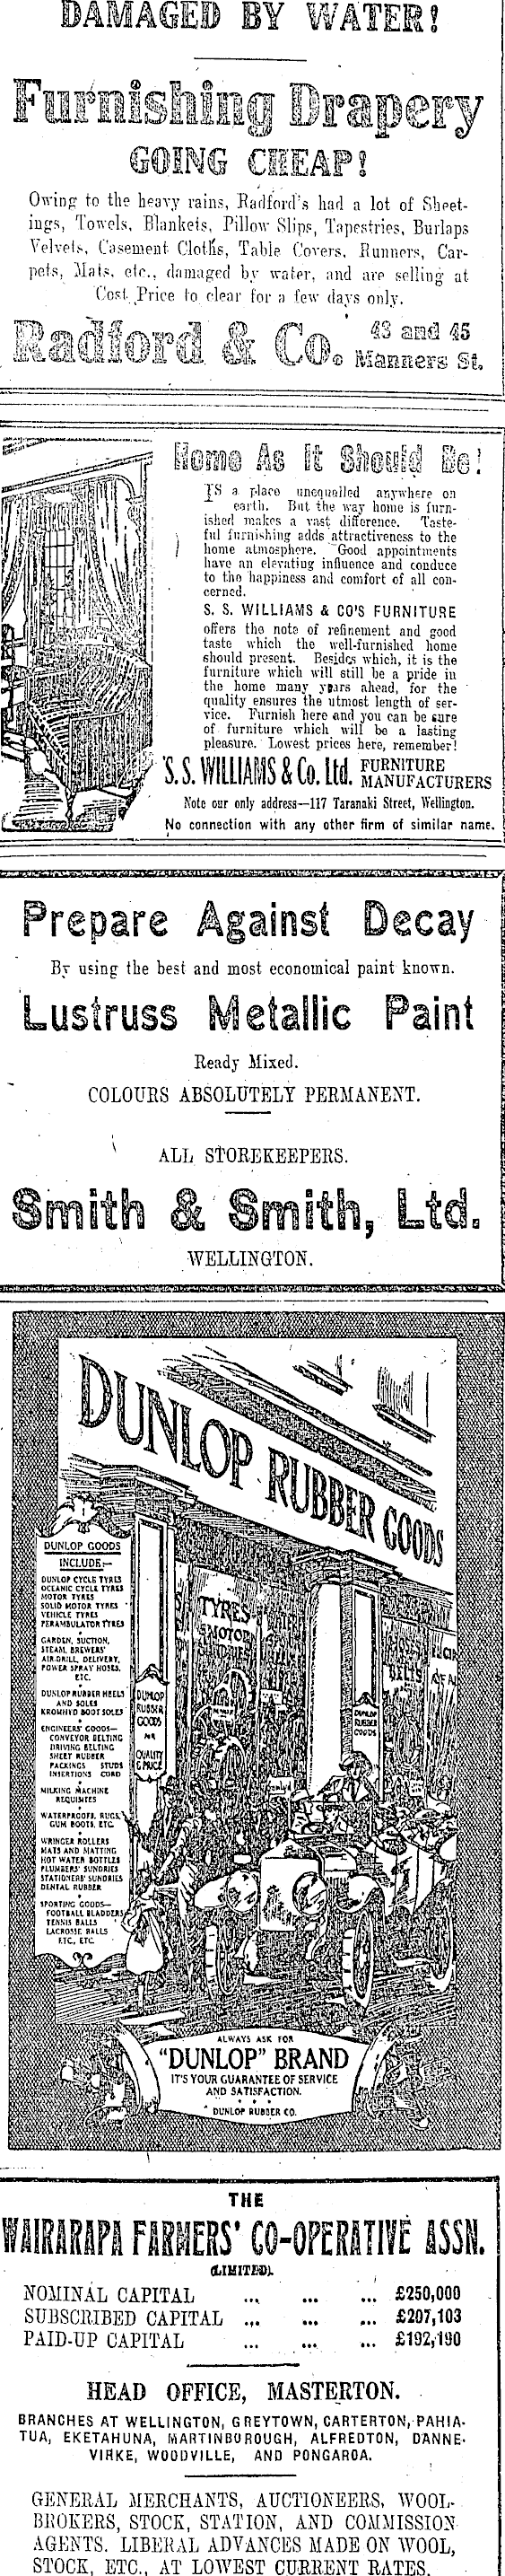 DAMAGED BY WATER!
Furnishing Drapery
GOING CHEAP!
Owing to the heavy rains, Radford's had a lot of Sheet-
ings, Towels, Blankets, Pillow Slips, Tapestries, Burlaps
Velvets, Casement Cloths, Table Covers, Runners, Car-
pets, Mats, etc., damaged by water, and are selling at
Cost Price to clear for a few days only.
Radford & Co. 43 and 45
Manners St.
Home As It Should Be!
IS a place unequalled anywhere on
earth. But the way home is furn-
ished makes a vast difference. Taste-
ful furnishing adds attractiveness to the
home atmosphere. Good appointments
have an elevating influence and conduce
to the happiness and comfort of all con-
cerned.
S. S. WILLIAMS & CO'S FURNITURE
offers the note of refinement and good
taste which the well-furnished home
should present. Besides which, it is the
furniture which will still be a pride in
the home many years ahead, for the
quality ensures the utmost length of ser-
vice. Furnish here and you can be sure
of furniture which will be a lasting
pleasure. Lowest prices here, remember!
S. S. WILLIAMS & Co. Ltd. FURNITURE
MANUFACTURERS
Note our only address—117 Taranaki Street, Wellington.
No connection with any other firm of similar name.
Prepare Against Decay
By using the best and most economical paint known.
Lustruss Metallic Paint
Ready Mixed.
COLOURS ABSOLUTELY PERMANENT.
ALL STOREKEEPERS.
Smith & Smith, Ltd.
WELLINGTON.
DUNLOP RUBBER GOODS
DUNLOP GOODS
INCLUDE:—
DUNLOP CYCLE TYRES
OCEANIC CYCLE TYRES
MOTOR TYRES
SOLID MOTOR TYRES
VEHICLE TYRES
PERAMBULATOR TYRES
GARDEN, SUCTION,
STEAM, BREWERS'
AIR-DRILL, DELIVERY,
POWER SPRAY HOSES,
ETC.
DUNLOP RUBBER HEELS
AND SOLES
KROMHYD BOOT SOLES
ENGINEERS' GOODS—
CONVEYOR BELTING
DRIVING BELTING
SHEET RUBBER
PACKINGS STUDS
INSERTIONS CORD
MILKING MACHINE
REQUISITES
WATERPROOFS, RUGS,
GUM BOOTS, ETC.
WRINGER ROLLERS
MATS AND MATTING
HOT WATER BOTTLES
PLUMBERS' SUNDRIES
STATIONERS' SUNDRIES
DENTAL RUBBER
SPORTING GOODS—
FOOTBALL BLADDERS
TENNIS BALLS
LACROSSE BALLS
ETC, ETC.
TYRES
MOTOR
HOSES
BELTS
DUNLOP
RUBBER
GOODS
QUALITY
& PRICE
DUNLOP
RUBBER
GOODS
ALWAYS ASK FOR
"DUNLOP" BRAND
IT'S YOUR GUARANTEE OF SERVICE
AND SATISFACTION.
DUNLOP RUBBER CO.
THE
WAIRARAPA FARMERS' CO-OPERATIVE ASSN.
(LIMITED).
NOMINAL CAPITAL ... ... ... £250,000
SUBSCRIBED CAPITAL ... ... ... £207,103
PAID-UP CAPITAL ... ... ... £192,190
HEAD OFFICE, MASTERTON.
BRANCHES AT WELLINGTON, GREYTOWN, CARTERTON, PAHIA-
TUA, EKETAHUNA, MARTINBOROUGH, ALFREDTON, DANNE-
VIRKE, WOODVILLE, AND PONGAROA.
GENERAL MERCHANTS, AUCTIONEERS, WOOL-
BROKERS, STOCK, STATION, AND COMMISSION
AGENTS. LIBERAL ADVANCES MADE ON WOOL,
STOCK, ETC., AT LOWEST CURRENT RATES.